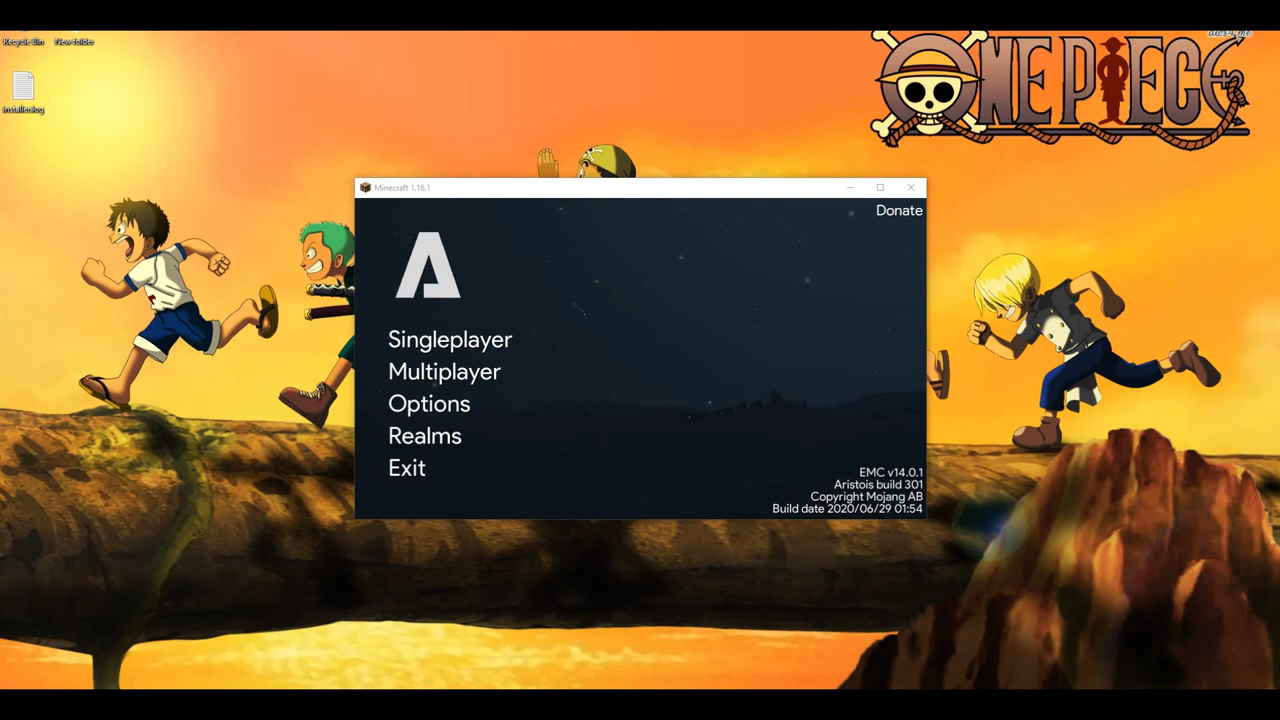 Recycle Bin
New folder
installer.log
ONE PIECE
Minecraft 1.16.1
Donate
Singleplayer
Multiplayer
Options
Realms
Exit
EMC v14.0.1
Aristois build 301
Copyright Mojang AB
Build date 2020/06/29 01:54